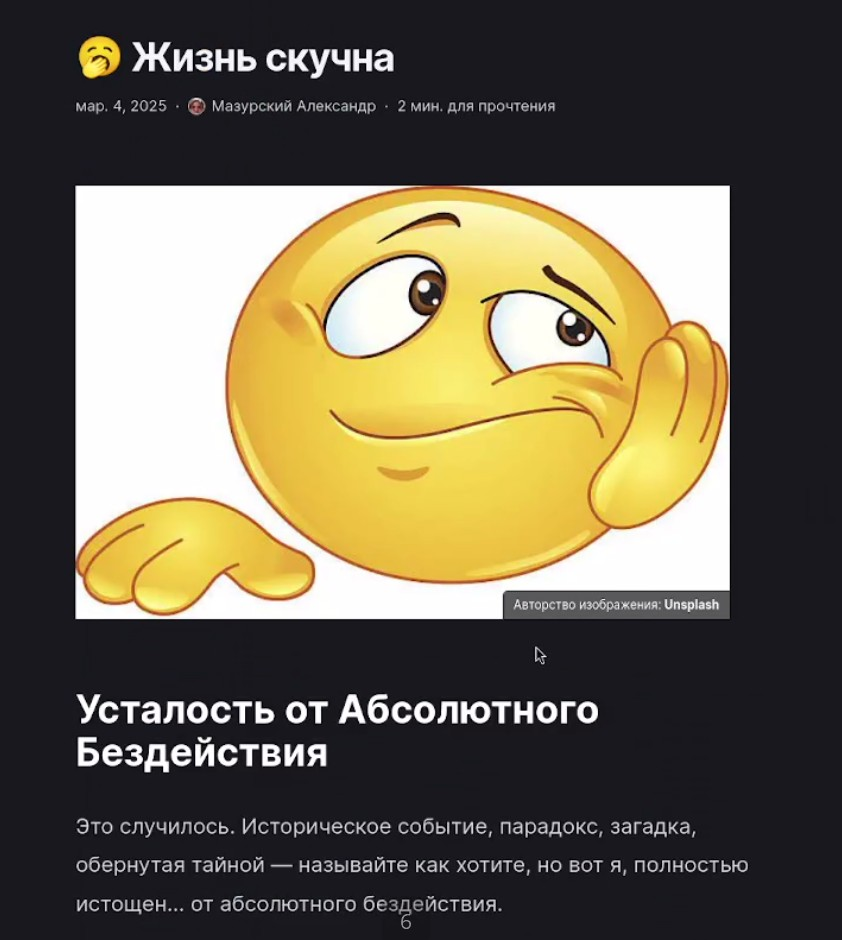 🥱 Жизнь скучна
мар. 4, 2025 · Мазурский Александр · 2 мин. для прочтения
Авторство изображения: Unsplash
Усталость от Абсолютного
Бездействия
Это случилось. Историческое событие, парадокс, загадка,
обернутая тайной — называйте как хотите, но вот я, полностью
истощен... от абсолютного бездействия.
6